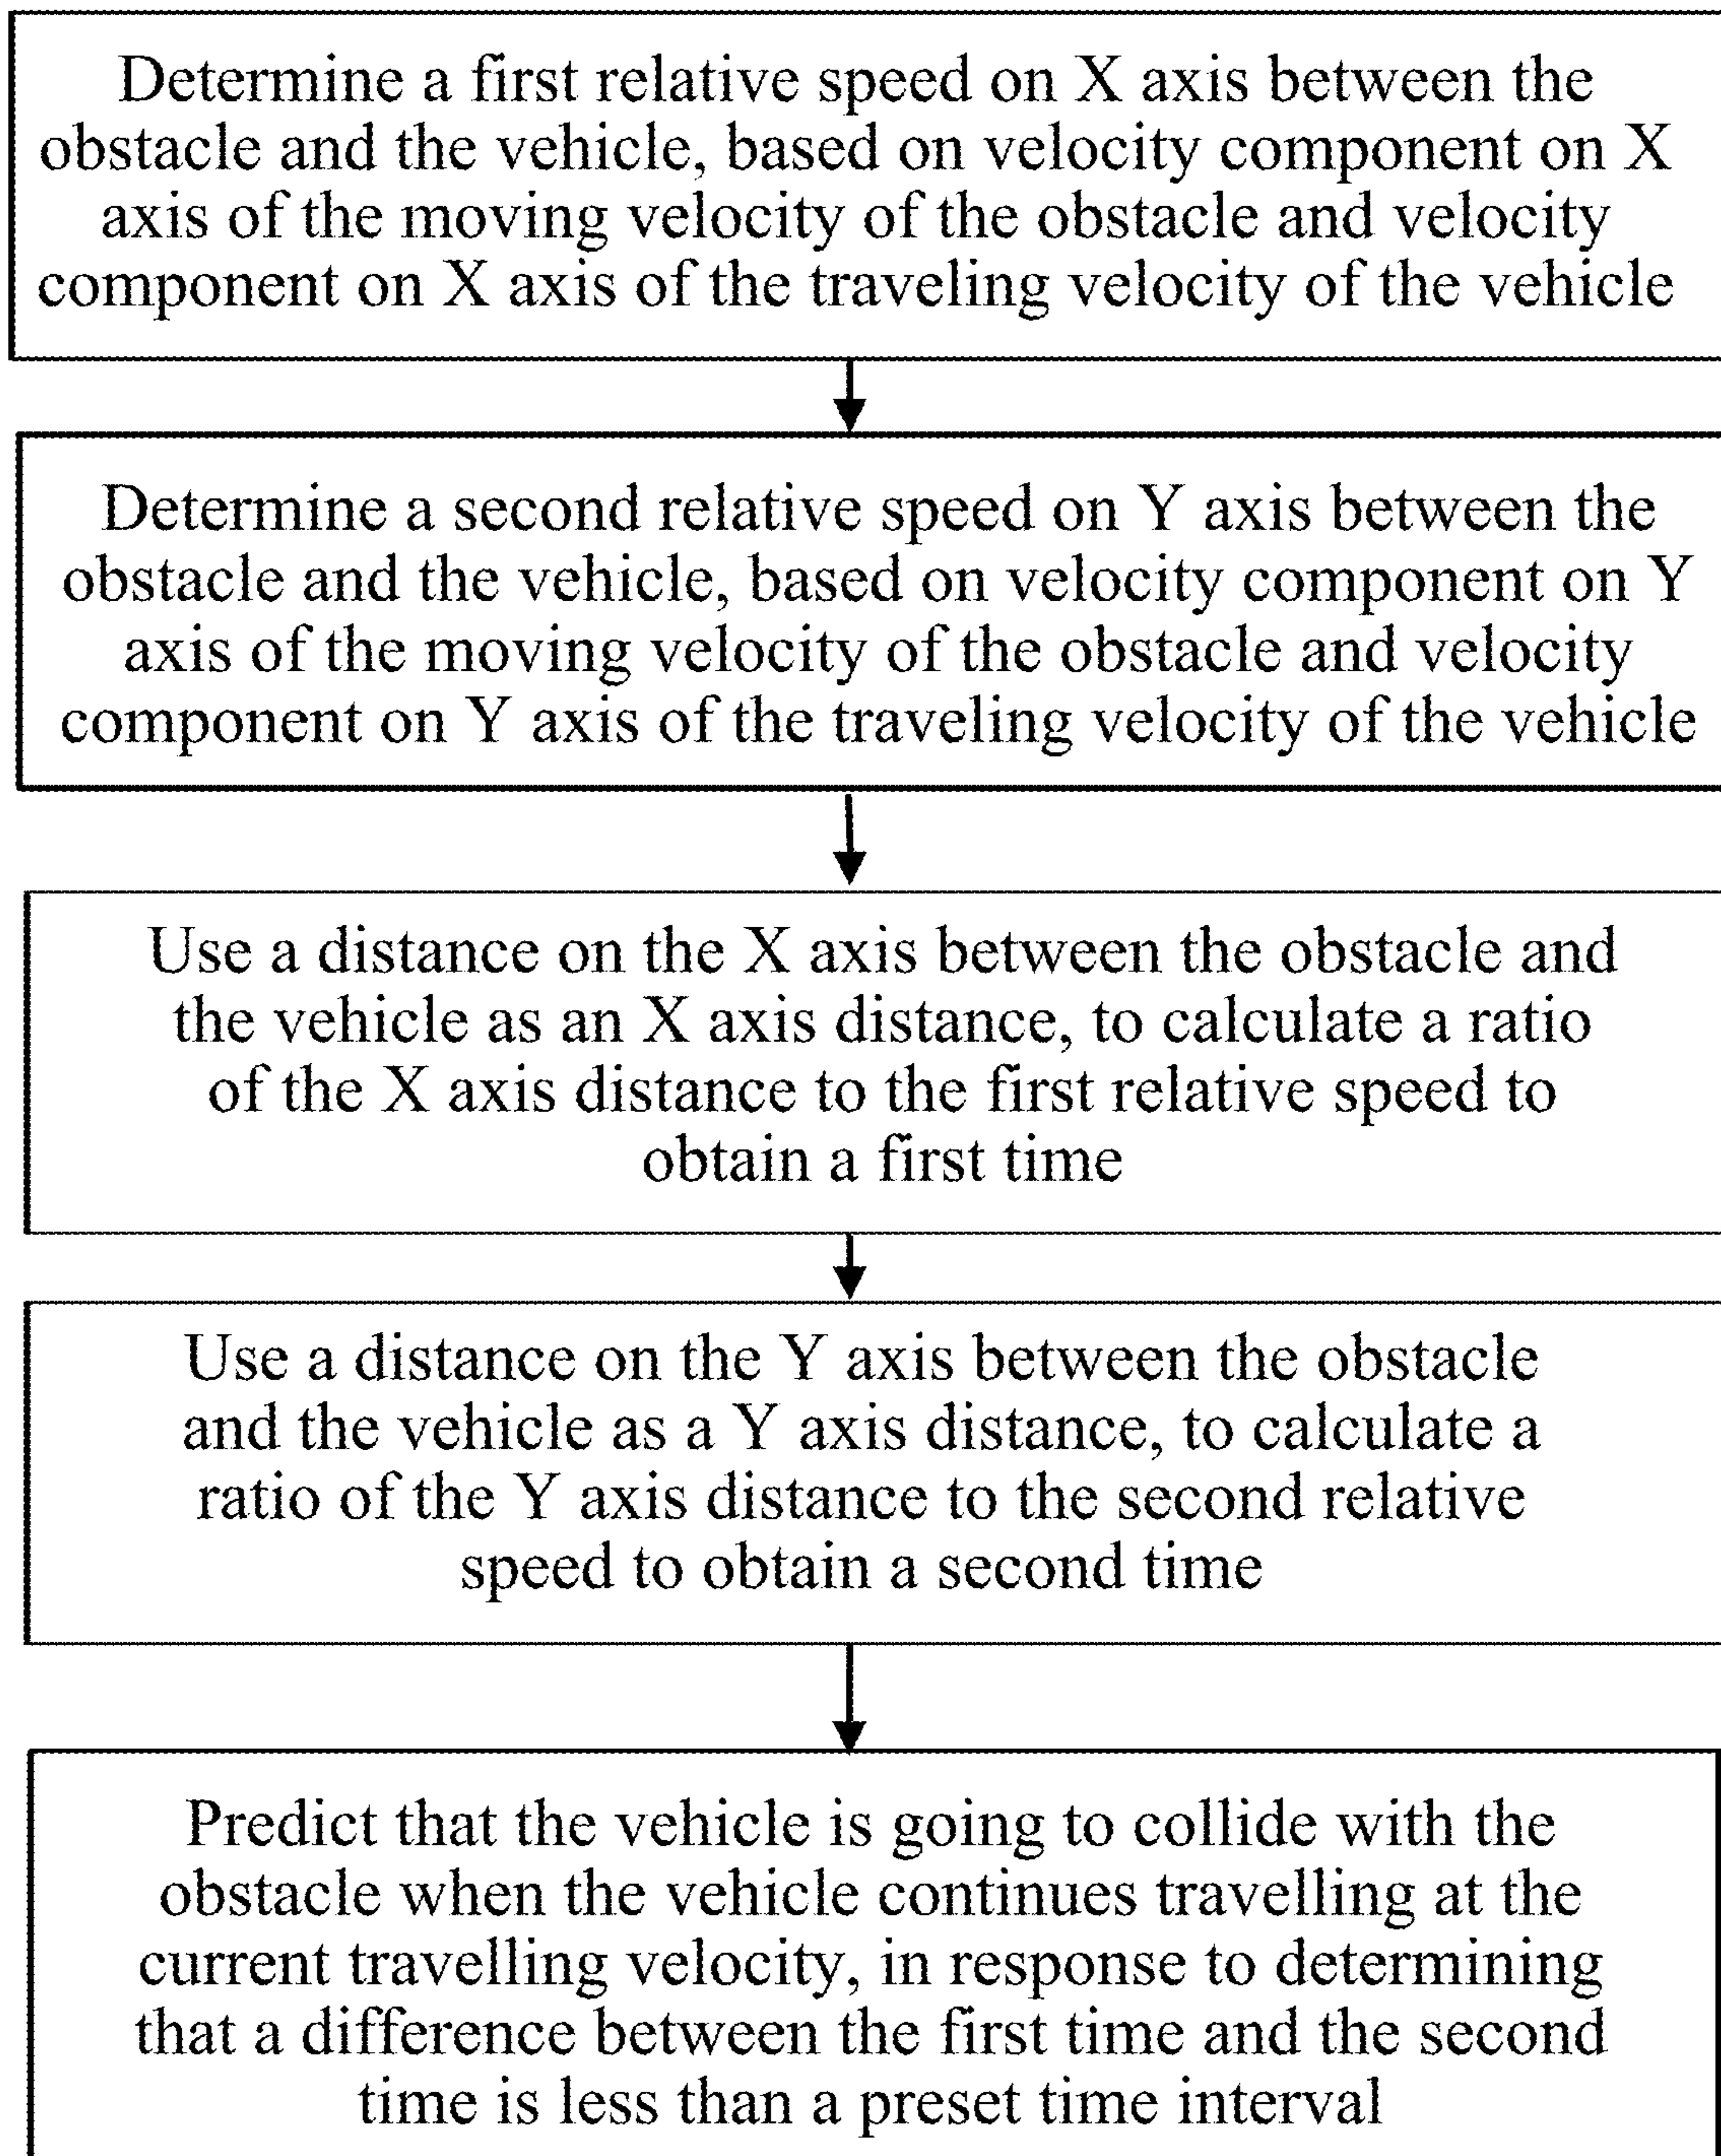 Determine a first relative speed on X axis between the
obstacle and the vehicle, based on velocity component on X
axis of the moving velocity of the obstacle and velocity
component on X axis of the traveling velocity of the vehicle
Determine a second relative speed on Y axis between the
obstacle and the vehicle, based on velocity component on Y
axis of the moving velocity of the obstacle and velocity
component on Y axis of the traveling velocity of the vehicle
Use a distance on the X axis between the obstacle and
the vehicle as an X axis distance, to calculate a ratio
of the X axis distance to the first relative speed to
obtain a first time
Use a distance on the Y axis between the obstacle
and the vehicle as a Y axis distance, to calculate a
ratio of the Y axis distance to the second relative
speed to obtain a second time
Predict that the vehicle is going to collide with the
obstacle when the vehicle continues travelling at the
current travelling velocity, in response to determining
that a difference between the first time and the second
time is less than a preset time interval